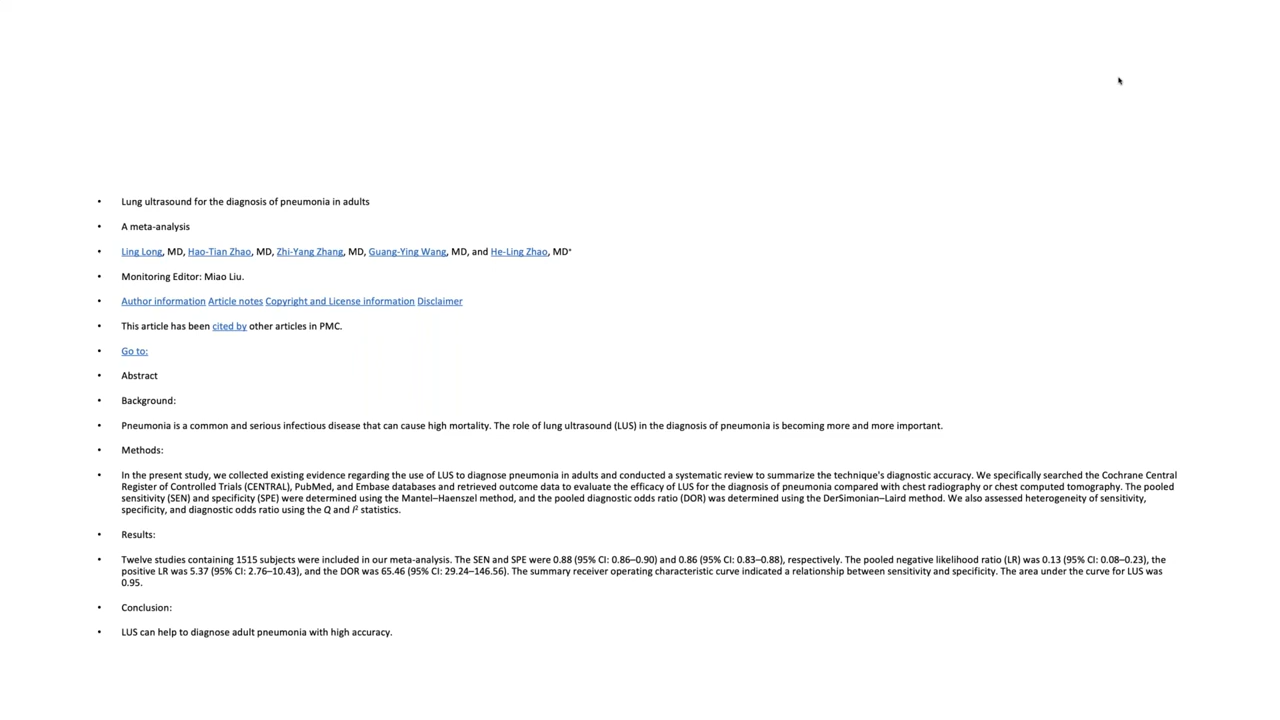 • Lung ultrasound for the diagnosis of pneumonia in adults
• A meta-analysis
• Ling Long, MD, Hao-Tian Zhao, MD, Zhi-Yang Zhang, MD, Guang-Ying Wang, MD, and He-Ling Zhao, MD*
• Monitoring Editor: Miao Liu.
• Author information Article notes Copyright and License information Disclaimer
• This article has been cited by other articles in PMC.
• Go to:
• Abstract
• Background:
• Pneumonia is a common and serious infectious disease that can cause high mortality. The role of lung ultrasound (LUS) in the diagnosis of pneumonia is becoming more and more important.
• Methods:
• In the present study, we collected existing evidence regarding the use of LUS to diagnose pneumonia in adults and conducted a systematic review to summarize the technique's diagnostic accuracy. We specifically searched the Cochrane Central
Register of Controlled Trials (CENTRAL), PubMed, and Embase databases and retrieved outcome data to evaluate the efficacy of LUS for the diagnosis of pneumonia compared with chest radiography or chest computed tomography. The pooled
sensitivity (SEN) and specificity (SPE) were determined using the Mantel–Haenszel method, and the pooled diagnostic odds ratio (DOR) was determined using the DerSimonian–Laird method. We also assessed heterogeneity of sensitivity,
specificity, and diagnostic odds ratio using the Q and I² statistics.
• Results:
• Twelve studies containing 1515 subjects were included in our meta-analysis. The SEN and SPE were 0.88 (95% CI: 0.86–0.90) and 0.86 (95% CI: 0.83–0.88), respectively. The pooled negative likelihood ratio (LR) was 0.13 (95% CI: 0.08–0.23), the
positive LR was 5.37 (95% CI: 2.76–10.43), and the DOR was 65.46 (95% CI: 29.24–146.56). The summary receiver operating characteristic curve indicated a relationship between sensitivity and specificity. The area under the curve for LUS was
0.95.
• Conclusion:
• LUS can help to diagnose adult pneumonia with high accuracy.